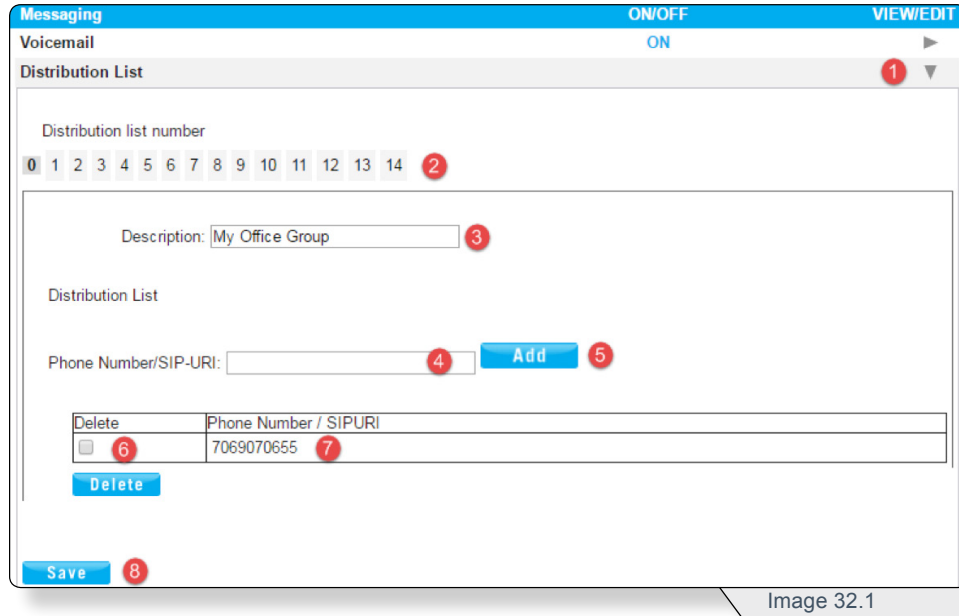 Messaging ON/OFF VIEW/EDIT
Voicemail ON
Distribution List 1
Distribution list number
0 1 2 3 4 5 6 7 8 9 10 11 12 13 14 2
Description: My Office Group 3
Distribution List
Phone Number/SIP-URI: 4 Add 5
Delete Phone Number / SIPURI
6 7069070655 7
Delete
Save 8
Image 32.1